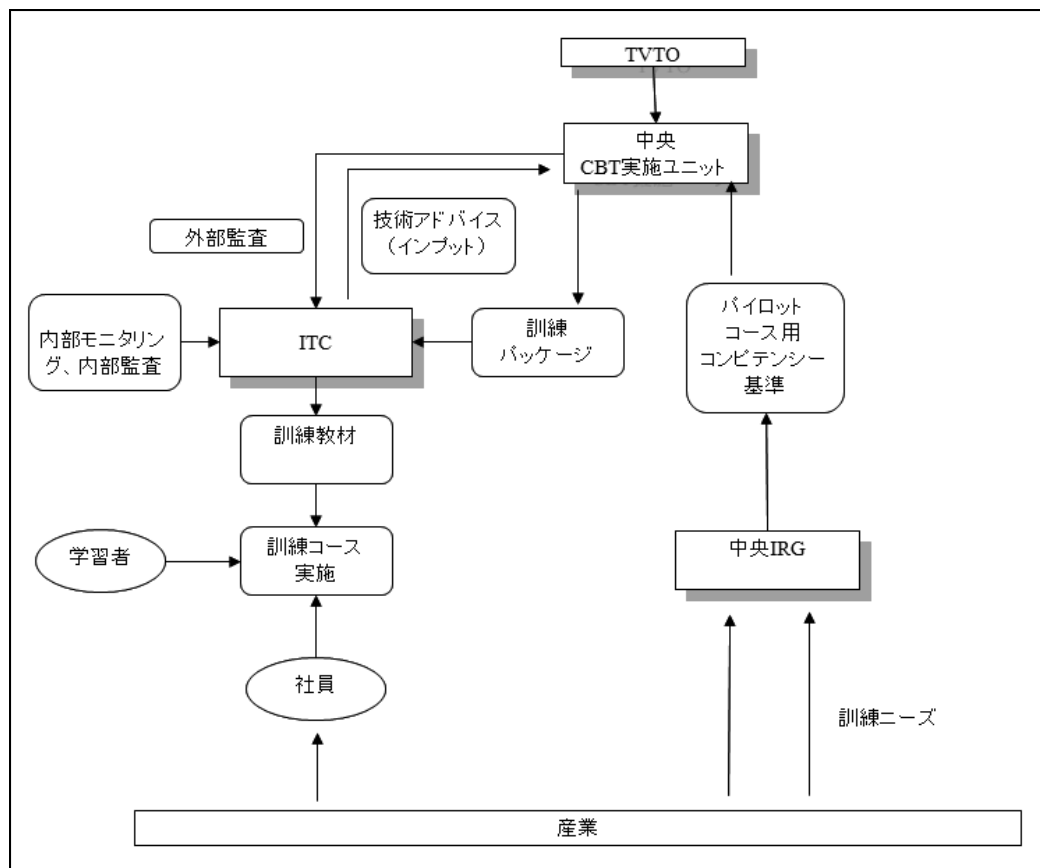 TVTO
中央
CBT実施ユニット
外部監査
技術アドバイス
（インプット）
内部モニタリン
グ、内部監査
ITC
訓練
パッケージ
パイロット
コース用
コンピテンシー
基準
訓練教材
学習者
訓練コース
実施
中央IRG
社員
訓練ニーズ
産業